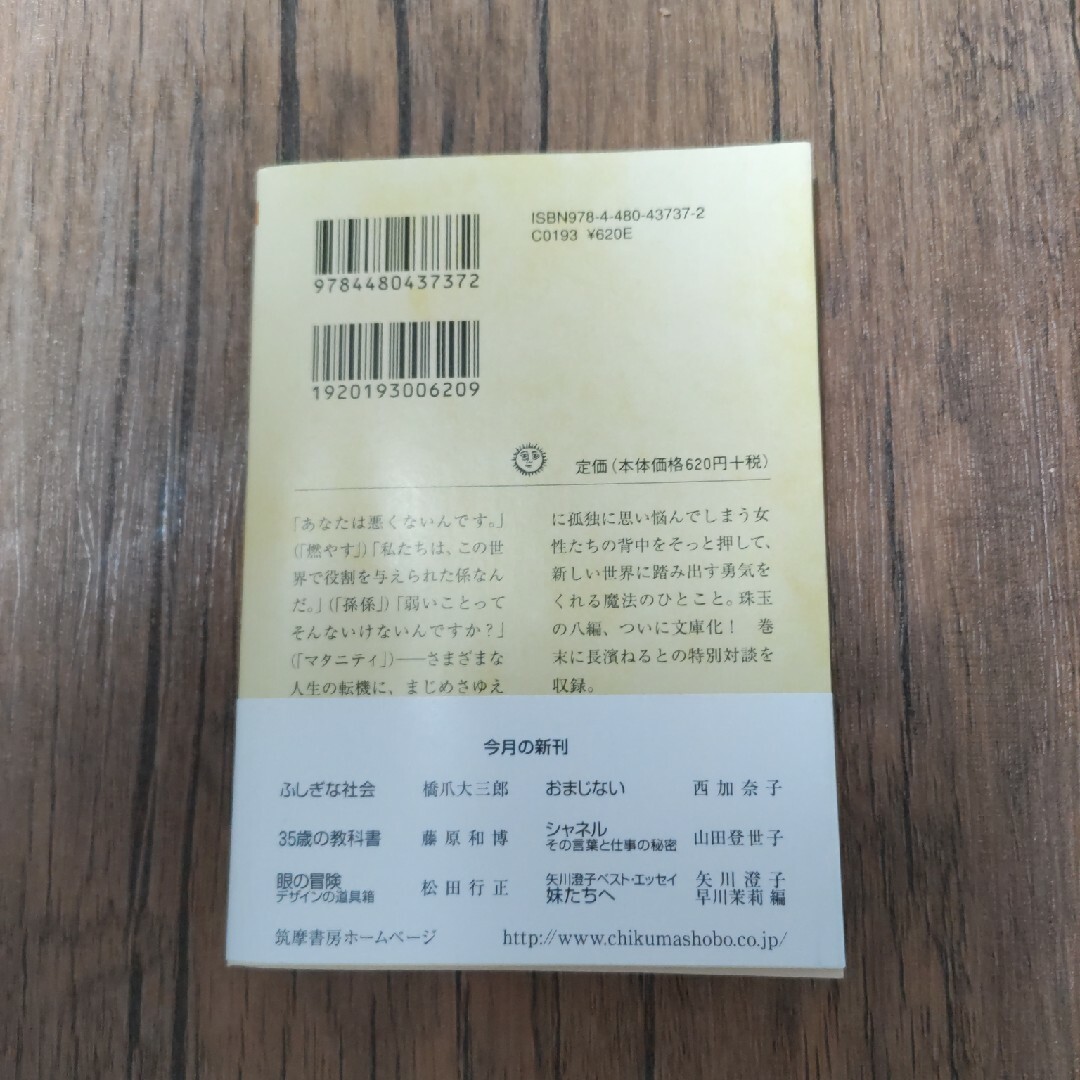 ISBN978-4-480-43737-2
C0193 ¥620E
9784480437372
1920193006209
定価(本体価格620円+税)
「あなたは悪くないんです。」
(「燃やす」)「私たちは、この世
界で役割を与えられた係なん
だ。」(「孫係」)「弱いことって
そんないけないんですか？」
(「マタニティ」)――さまざまな
人生の転機に、まじめさゆえ
に孤独に思い悩んでしまう女
性たちの背中をそっと押して、
新しい世界に踏み出す勇気を
くれる魔法のひとこと。珠玉
の八編、ついに文庫化！　巻
末に長濱ねるとの特別対談を
収録。
今月の新刊
ふしぎな社会 橋爪大三郎
35歳の教科書 藤原和博
眼の冒険
デザインの道具箱 松田行正
おまじない 西加奈子
シャネル
その言葉と仕事の秘密 山田登世子
矢川澄子ベスト・エッセイ
妹たちへ
矢川澄子
早川茉莉編
筑摩書房ホームページ http://www.chikumashobo.co.jp/